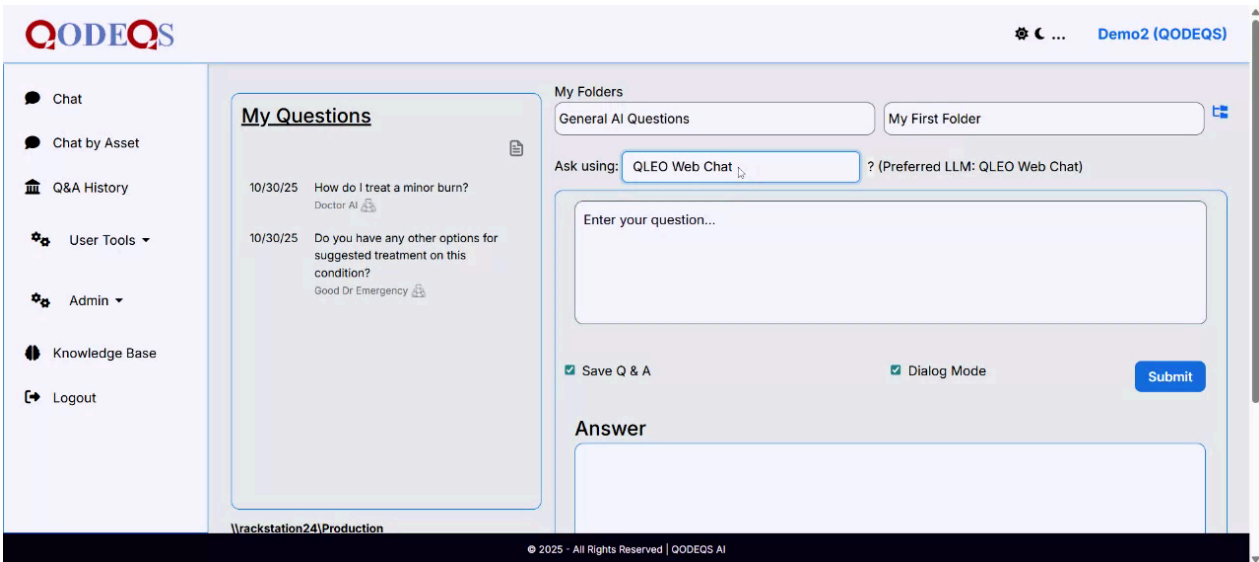 QODEQS
... Demo2 (QODEQS)
Chat
Chat by Asset
Q&A History
User Tools
Admin
Knowledge Base
Logout
My Questions
10/30/25 How do I treat a minor burn?
Doctor AI
10/30/25 Do you have any other options for
suggested treatment on this
condition?
Good Dr Emergency
\\rackstation24\Production
My Folders
General AI Questions
My First Folder
Ask using: QLEO Web Chat ? (Preferred LLM: QLEO Web Chat)
Enter your question...
Save Q & A
Dialog Mode
Submit
Answer
© 2025 - All Rights Reserved | QODEQS AI